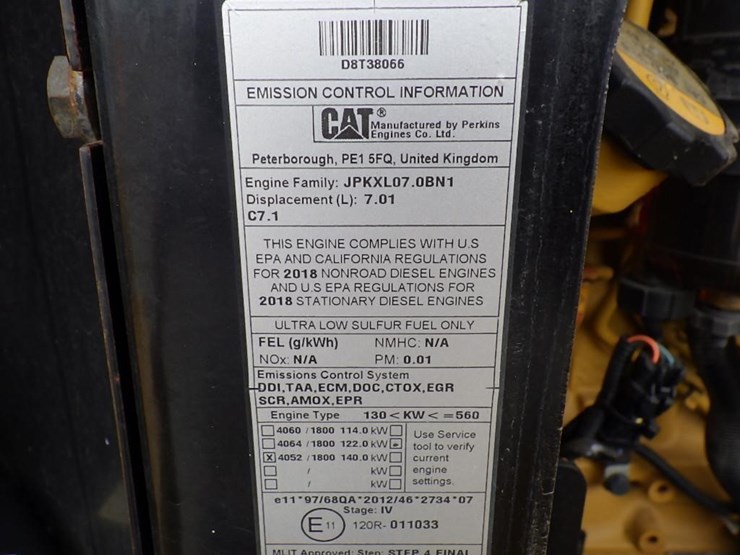 D8T38066
EMISSION CONTROL INFORMATION
CAT® Manufactured by Perkins
Engines Co. Ltd.
Peterborough, PE1 5FQ, United Kingdom
Engine Family: JPKXL07.0BN1
Displacement (L): 7.01
C7.1
THIS ENGINE COMPLIES WITH U.S
EPA AND CALIFORNIA REGULATIONS
FOR 2018 NONROAD DIESEL ENGINES
AND U.S EPA REGULATIONS FOR
2018 STATIONARY DIESEL ENGINES
ULTRA LOW SULFUR FUEL ONLY
FEL (g/kWh) NMHC: N/A
NOx: N/A PM: 0.01
Emissions Control System
DDI,TAA,ECM,DOC,CTOX,EGR
SCR,AMOX,EPR
Engine Type 130 < KW < =560
4060 / 1800 114.0 kW
4064 / 1800 122.0 kW
X 4052 / 1800 140.0 kW
/ kW
/ kW
Use Service
tool to verify
current
engine
settings.
e11*97/68QA*2012/46*2734*07
Stage: IV
E 11 120R- 011033
MLIT Approved: Step: STEP 4 FINAL